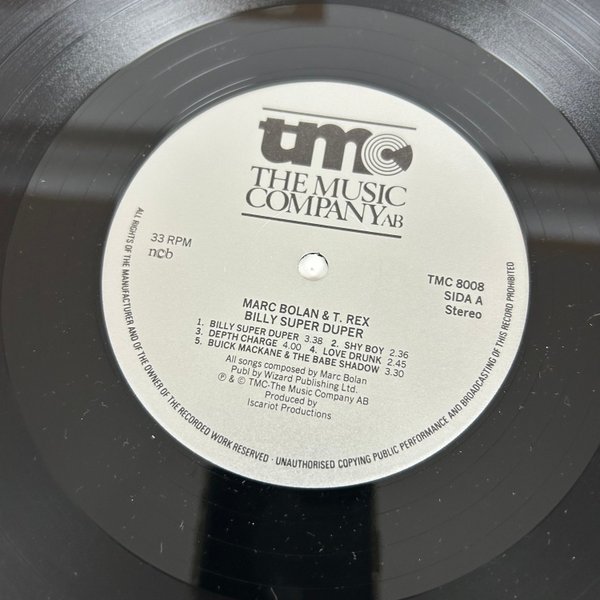 tmc
THE MUSIC
COMPANY AB
33 RPM
ncb
TMC 8008
SIDA A
Stereo
MARC BOLAN & T. REX
BILLY SUPER DUPER
1. BILLY SUPER DUPER 3.38 2. SHY BOY 2.36
3. DEPTH CHARGE 4.00 4. LOVE DRUNK 2.45
5. BUICK MACKANE & THE BABE SHADOW 3.30
All songs composed by Marc Bolan
Publ by Wizard Publishing Ltd.
℗ & © TMC-The Music Company AB
Produced by
Iscariot Productions
ALL RIGHTS OF THE MANUFACTURER AND OF THE OWNER OF THE RECORDED WORK RESERVED · UNAUTHORISED COPYING PUBLIC PERFORMANCE AND BROADCASTING OF THIS RECORD PROHIBITED